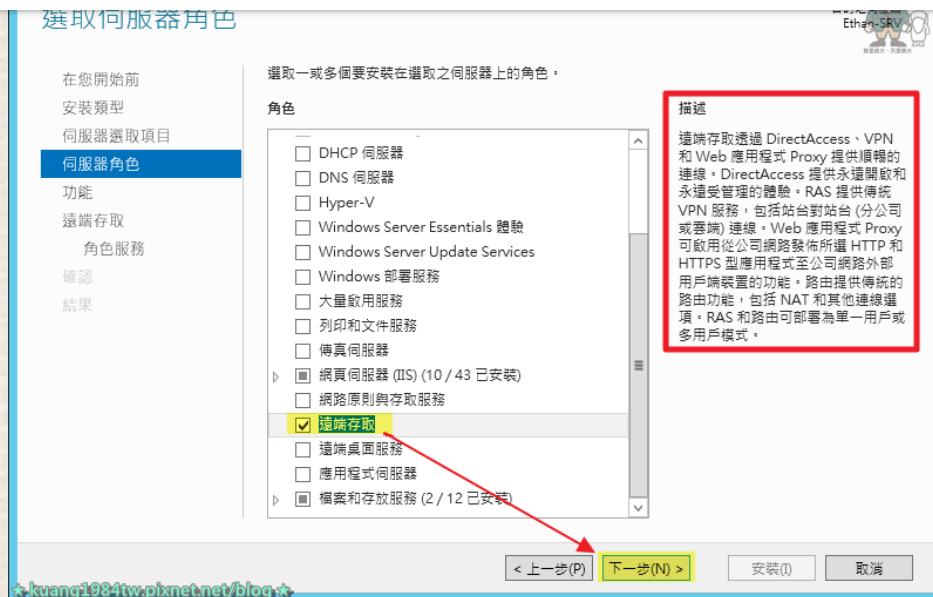 選取伺服器角色
Ethan-SRV
在您開始前
安裝類型
伺服器選取項目
伺服器角色
功能
遠端存取
角色服務
確認
結果
選取一或多個要安裝在選取之伺服器上的角色。
角色
DHCP 伺服器
DNS 伺服器
Hyper-V
Windows Server Essentials 體驗
Windows Server Update Services
Windows 部署服務
大量啟用服務
列印和文件服務
傳真伺服器
網頁伺服器 (IIS) (10 / 43 已安裝)
網路原則與存取服務
遠端存取
遠端桌面服務
應用程式伺服器
檔案和存放服務 (2 / 12 已安裝)
描述
遠端存取透過 DirectAccess、VPN
和 Web 應用程式 Proxy 提供順暢的
連線。DirectAccess 提供永遠開啟和
永遠受管理的體驗。RAS 提供傳統
VPN 服務，包括站台對站台 (分公司
或雲端) 連線。Web 應用程式 Proxy
可啟用從公司網路發佈所選 HTTP 和
HTTPS 型應用程式至公司網路外部
用戶端裝置的功能。路由提供傳統的
路由功能，包括 NAT 和其他連線選
項。RAS 和路由可部署為單一用戶或
多用戶模式。
< 上一步(P)
下一步(N) >
安裝(I)
取消
★ kuang1984tw.pixnet.net/blog ★